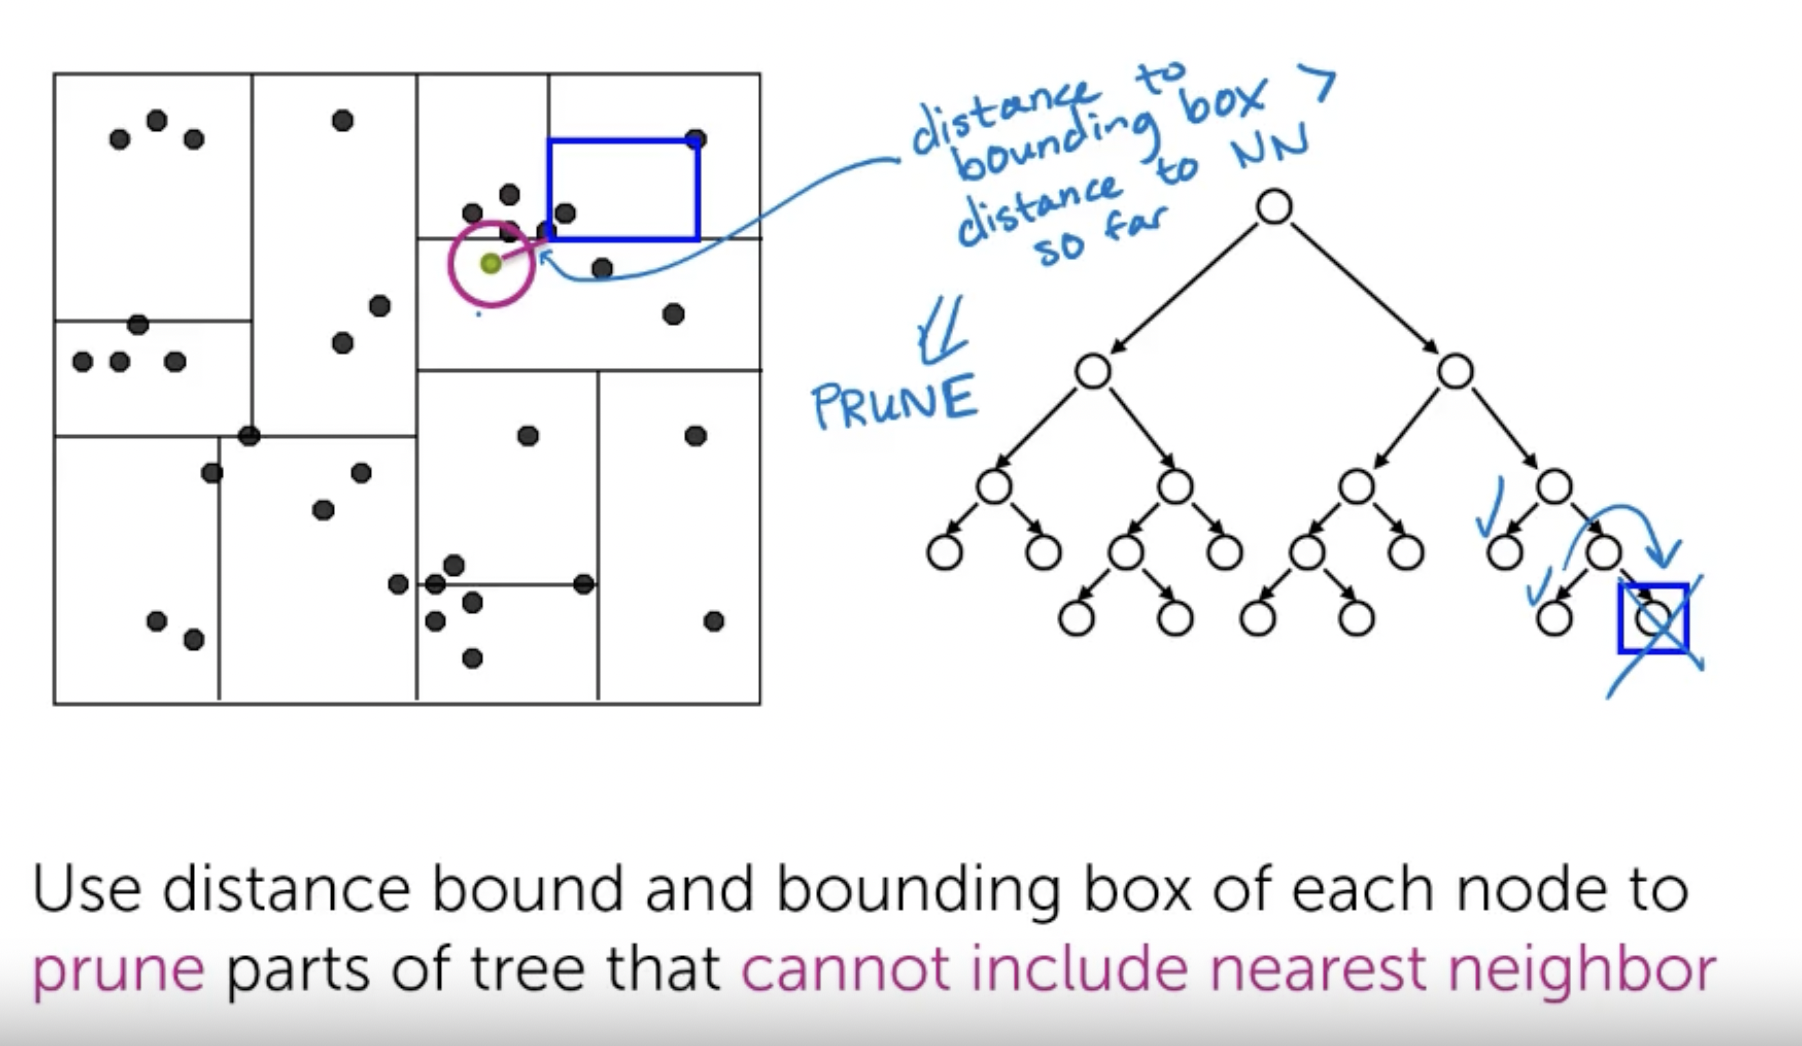 distance to
bounding box >
distance to NN
so far
PRUNE
Use distance bound and bounding box of each node to
prune parts of tree that cannot include nearest neighbor